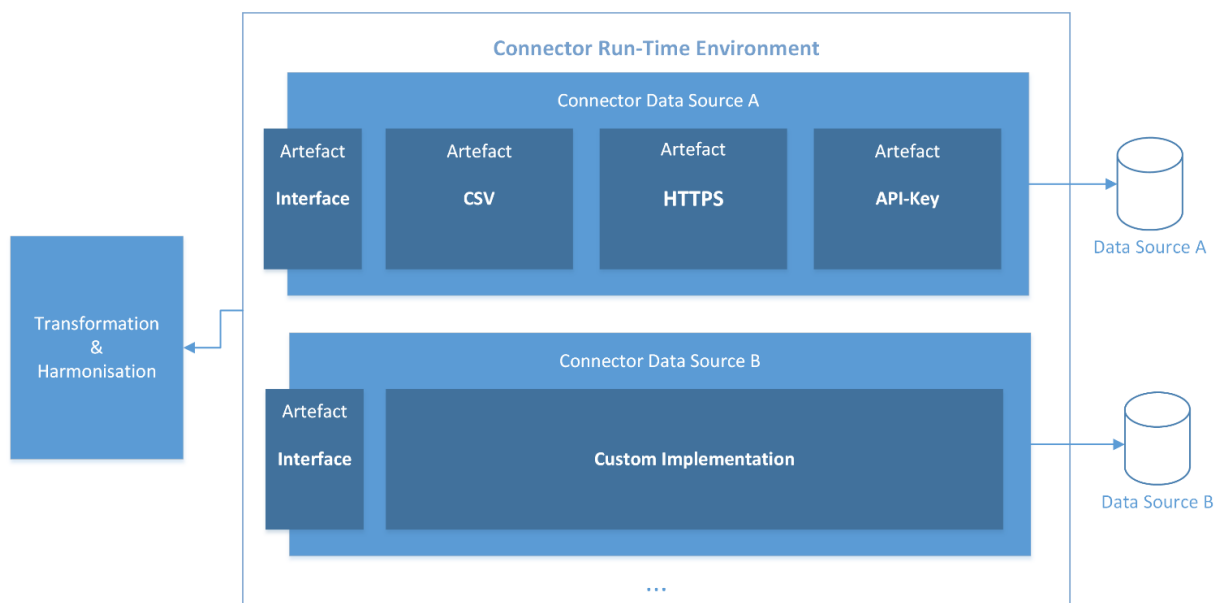 Connector Run-Time Environment
Connector Data Source A
Artefact
Interface
Artefact
CSV
Artefact
HTTPS
Artefact
API-Key
Data Source A
Transformation
&
Harmonisation
Connector Data Source B
Artefact
Interface
Custom Implementation
Data Source B
...